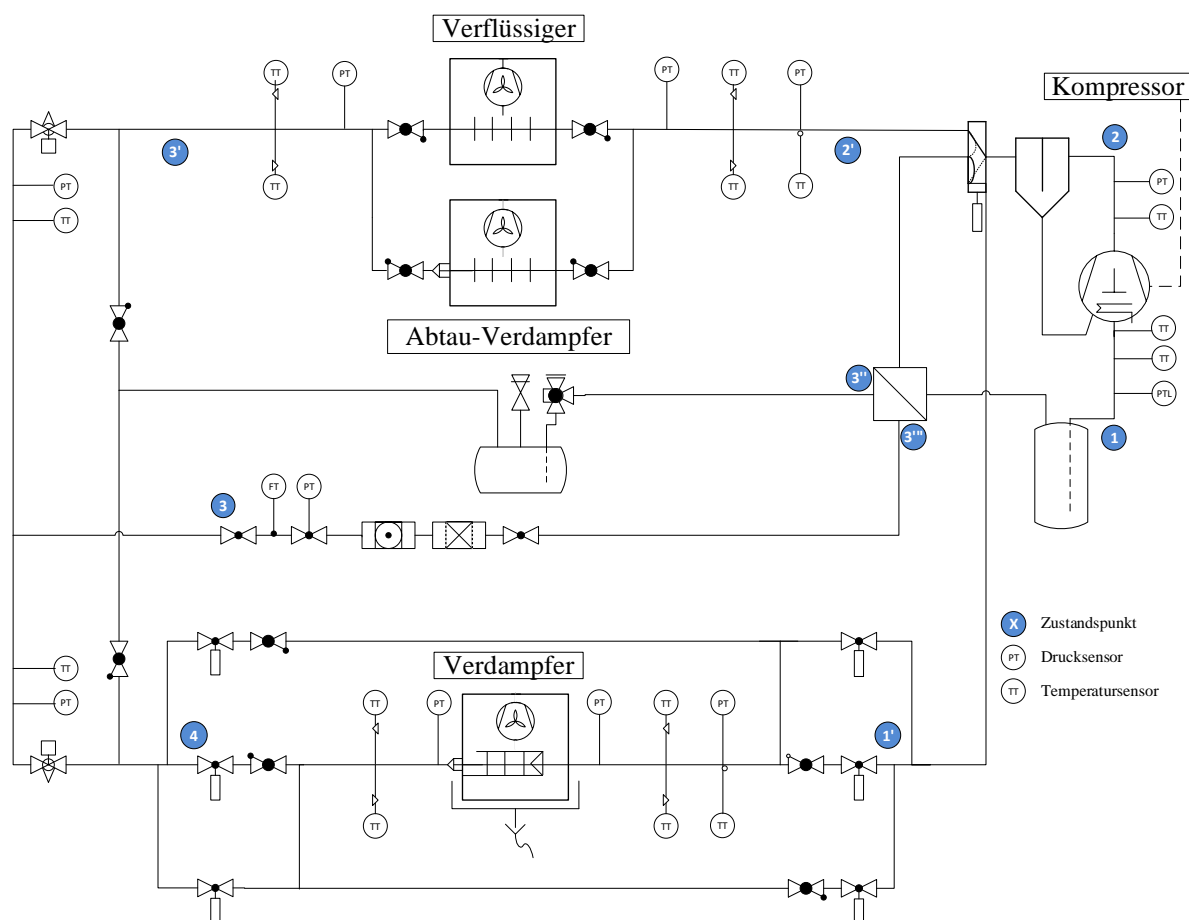 Verflüssiger
Kompressor
TT
PT
PT
TT
PT
2
3'
2'
PT
TT
TT
TT
TT
PT
TT
TT
Abtau-Verdampfer
TT
TT
3''
PTL
3'''
1
3
FT
PT
X Zustandspunkt
PT Drucksensor
TT Temperatursensor
Verdampfer
TT
PT
TT
PT
PT
TT
PT
4
1'
TT
TT
TT